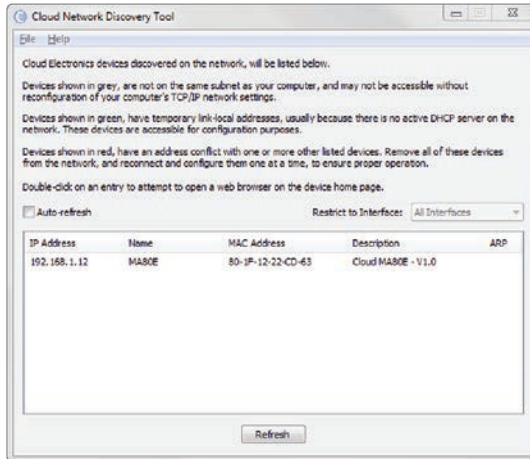 Cloud Network Discovery Tool
File Help
Cloud Electronics devices discovered on the network, will be listed below.
Devices shown in grey, are not on the same subnet as your computer, and may not be accessible without
reconfiguration of your computer's TCP/IP network settings.
Devices shown in green, have temporary link-local addresses, usually because there is no active DHCP server on the
network. These devices are accessible for configuration purposes.
Devices shown in red, have an address conflict with one or more other listed devices. Remove all of these devices
from the network, and reconnect and configure them one at a time, to ensure proper operation.
Double-click on an entry to attempt to open a web browser on the device home page.
Auto-refresh Restrict to Interface: All Interfaces
IP Address Name MAC Address Description ARP
192.168.1.12 MA80E 80-1F-12-22-CD-63 Cloud MA80E - V1.0
Refresh